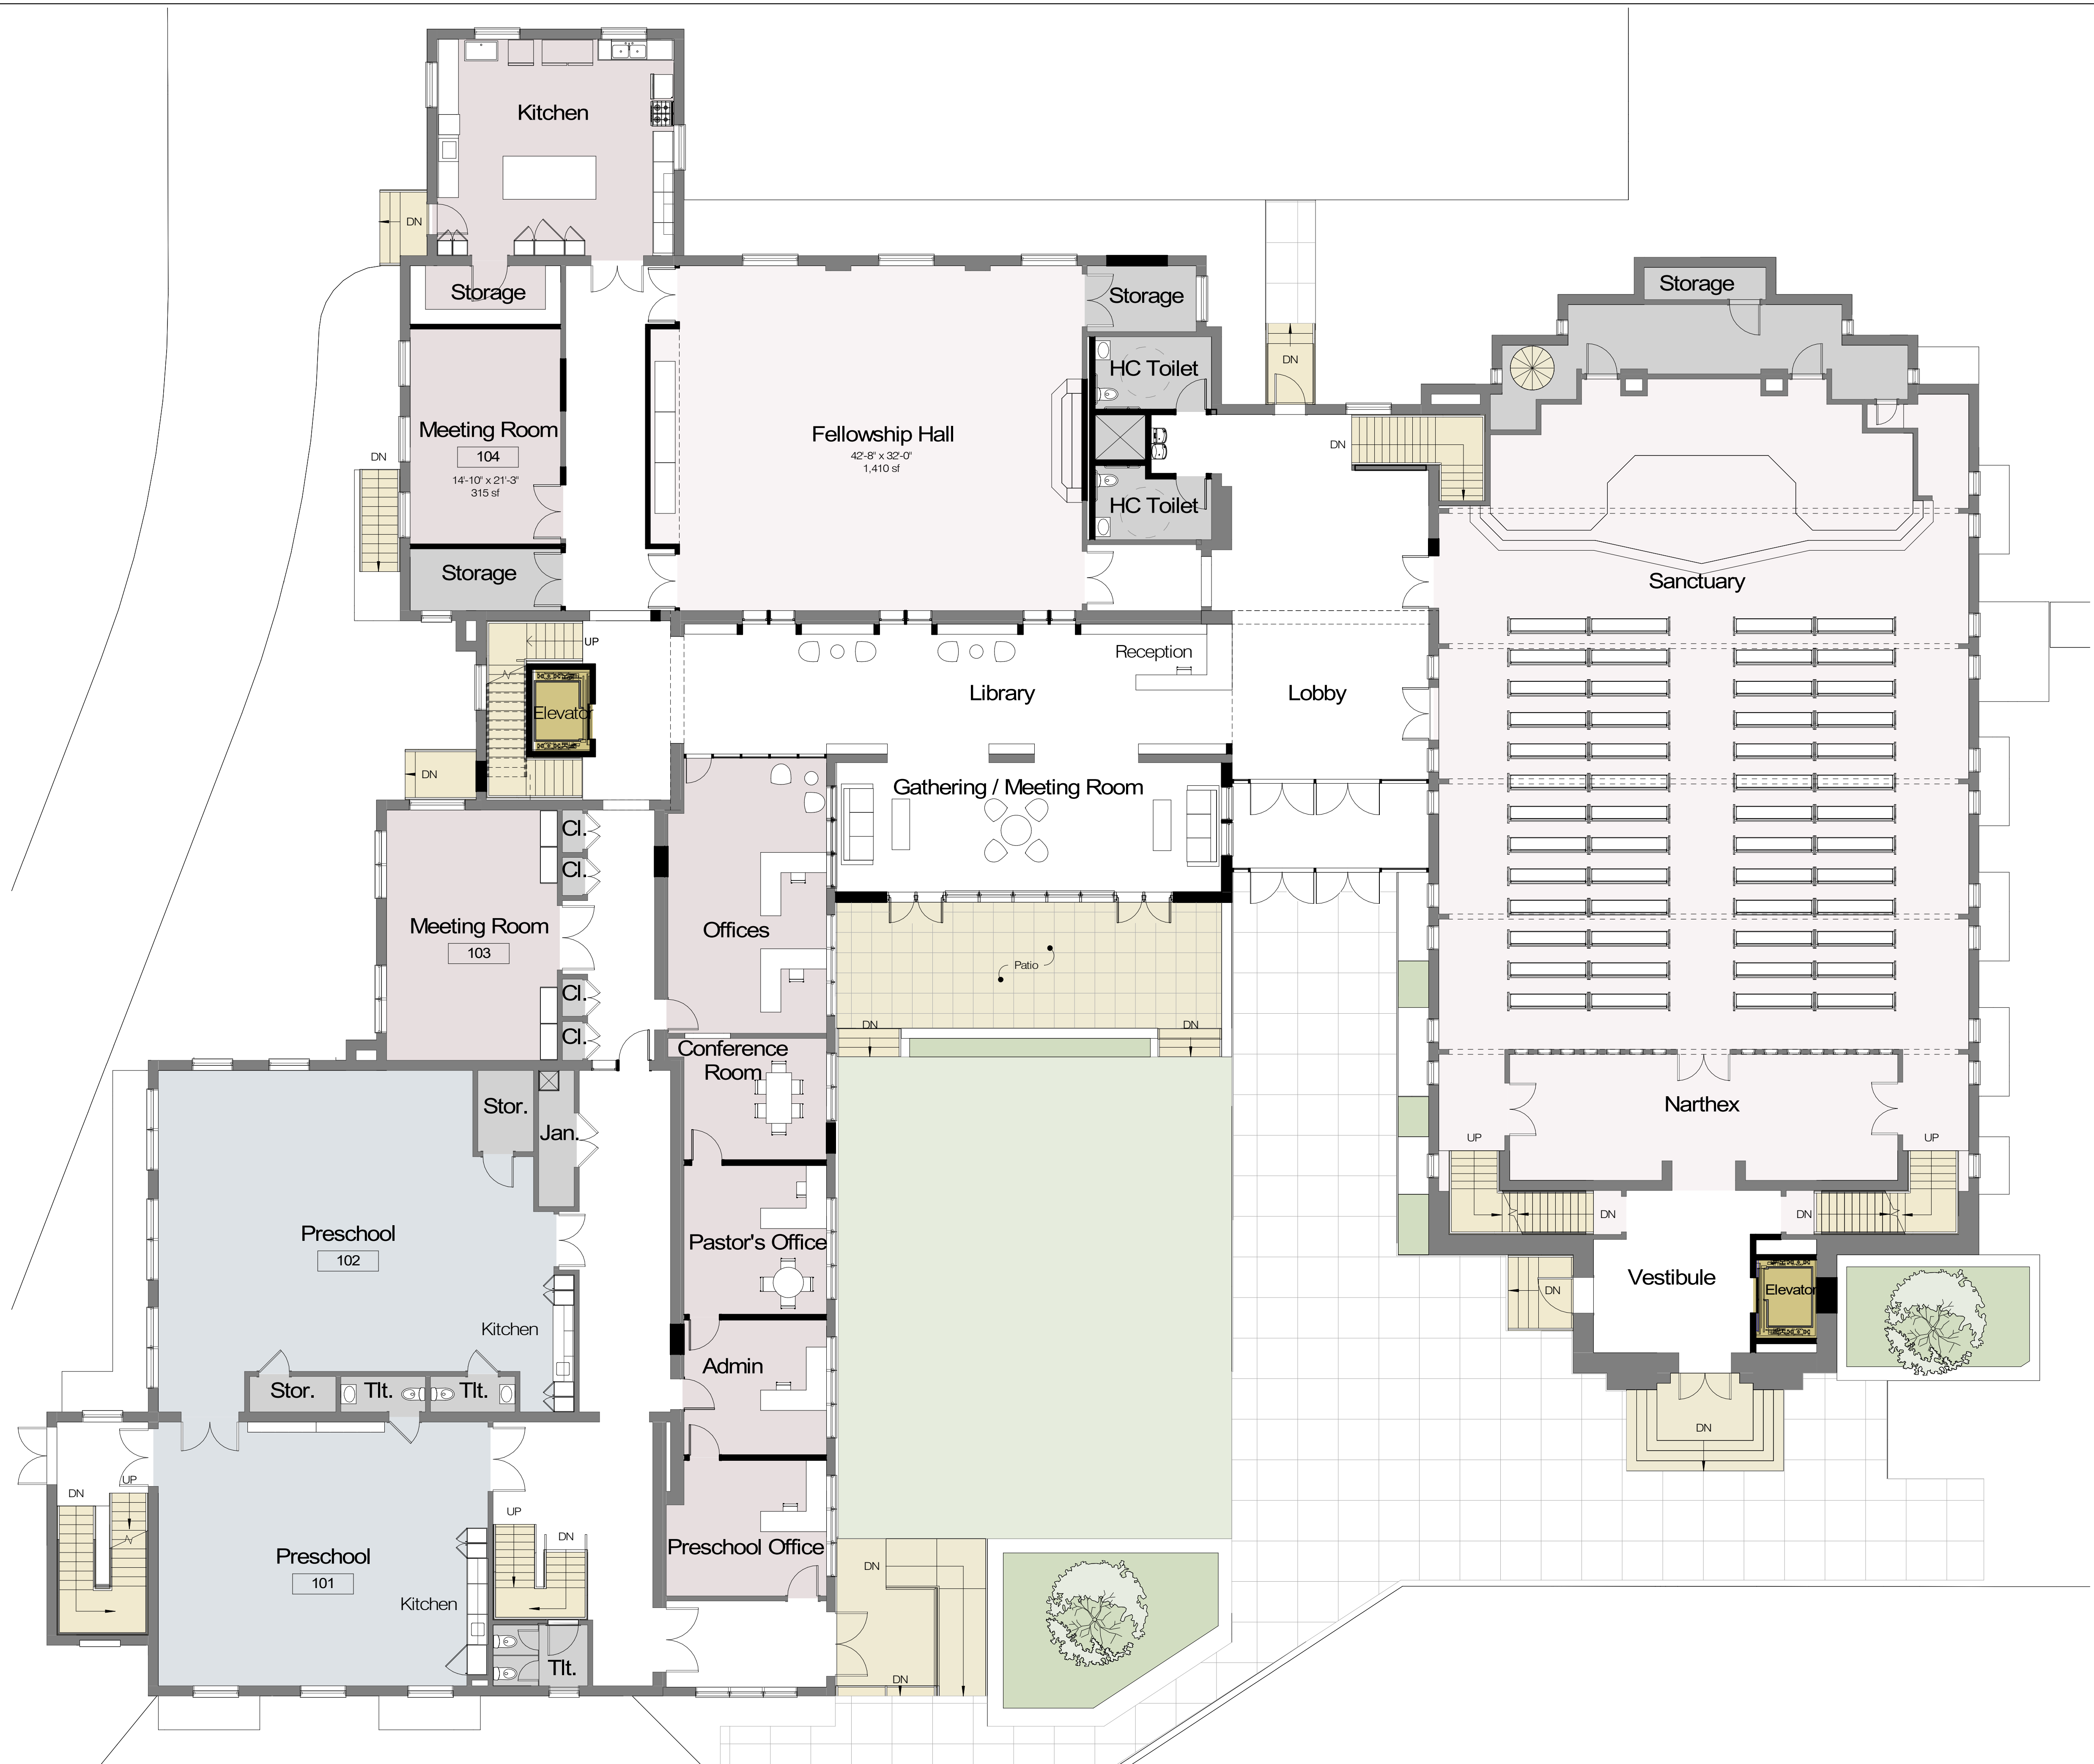 Kitchen
DN
Storage
Storage
Storage
HC Toilet
DN
Meeting Room
104
14'-10" x 21'-3"
315 sf
Fellowship Hall
42'-8" x 32'-0"
1,410 sf
DN
DN
HC Toilet
Storage
Sanctuary
UP
Reception
Elevator
Library
Lobby
DN
Gathering / Meeting Room
Cl.
Cl.
Meeting Room
103
Offices
Patio
Cl.
Cl.
DN
DN
Conference
Room
Stor.
Jan.
Narthex
UP
UP
Preschool
102
Pastor's Office
DN
DN
Vestibule
Elevator
DN
Kitchen
Admin
Stor.
Tlt.
Tlt.
DN
UP
DN
UP
DN
Preschool
101
Preschool Office
Kitchen
DN
Tlt.
DN